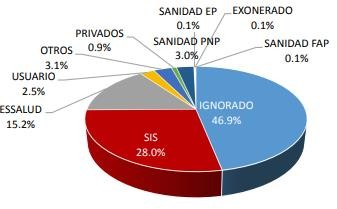 SANIDAD EP
0.1%
EXONERADO
0.1%
PRIVADOS
0.9%
SANIDAD PNP
3.0%
SANIDAD FAP
0.1%
OTROS
3.1%
USUARIO
2.5%
ESSALUD
15.2%
IGNORADO
46.9%
SIS
28.0%